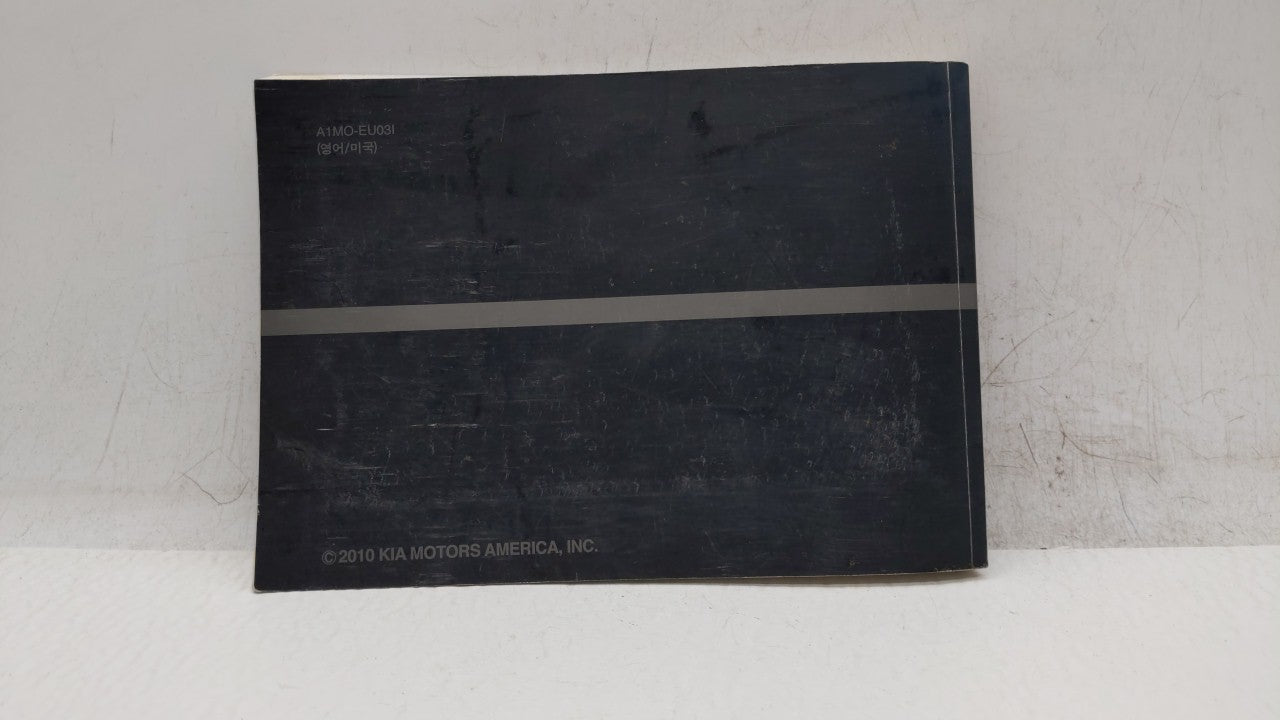 A1MO-EU03I
(영어/미국)
©2010 KIA MOTORS AMERICA, INC.